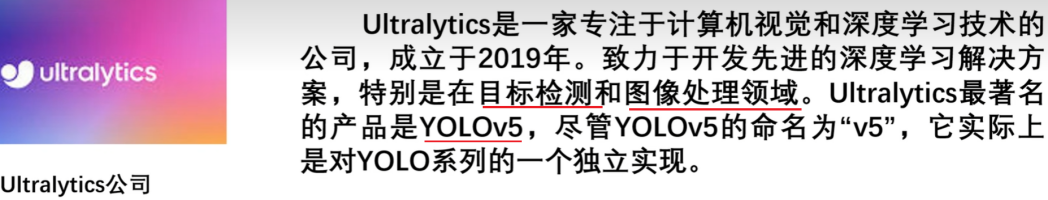 ultralytics
Ultralytics公司
Ultralytics是一家专注于计算机视觉和深度学习技术的
公司，成立于2019年。致力于开发先进的深度学习解决方
案，特别是在目标检测和图像处理领域。Ultralytics最著名
的产品是YOLOv5，尽管YOLOv5的命名为“v5”，它实际上
是对YOLO系列的一个独立实现。